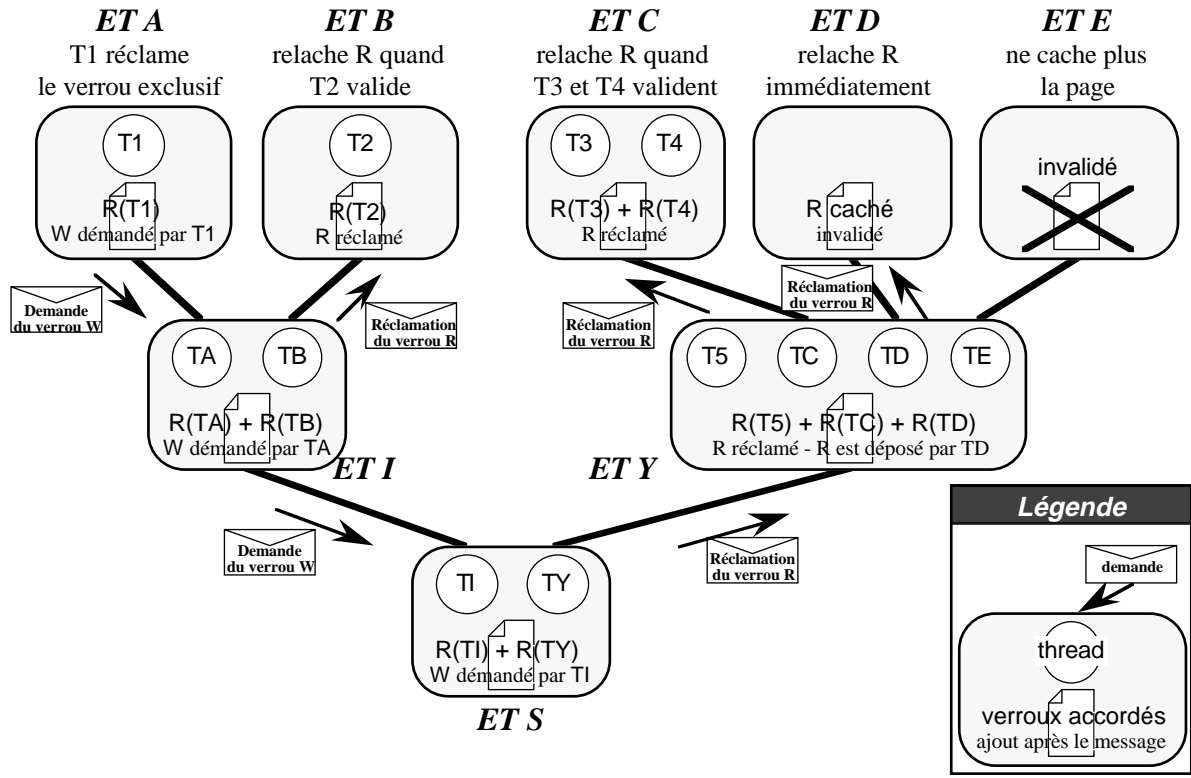 ET A
T1 réclame
le verrou exclusif
ET B
relache R quand
T2 valide
ET C
relache R quand
T3 et T4 valident
ET D
relache R
immédiatement
ET E
ne cache plus
la page
T1
R(T1)
W démandé par T1
T2
R(T2)
R réclamé
T3
T4
R(T3) + R(T4)
R réclamé
R caché
invalidé
invalidé
Demande
du verrou W
Réclamation
du verrou R
Réclamation
du verrou R
Réclamation
du verrou R
TA
TB
R(TA) + R(TB)
W démandé par TA
ET I
T5
TC
TD
TE
R(T5) + R(TC) + R(TD)
R réclamé - R est déposé par TD
ET Y
Demande
du verrou W
Réclamation
du verrou R
TI
TY
R(TI) + R(TY)
W démandé par TI
ET S
Légende
demande
thread
verroux accordés
ajout après le message